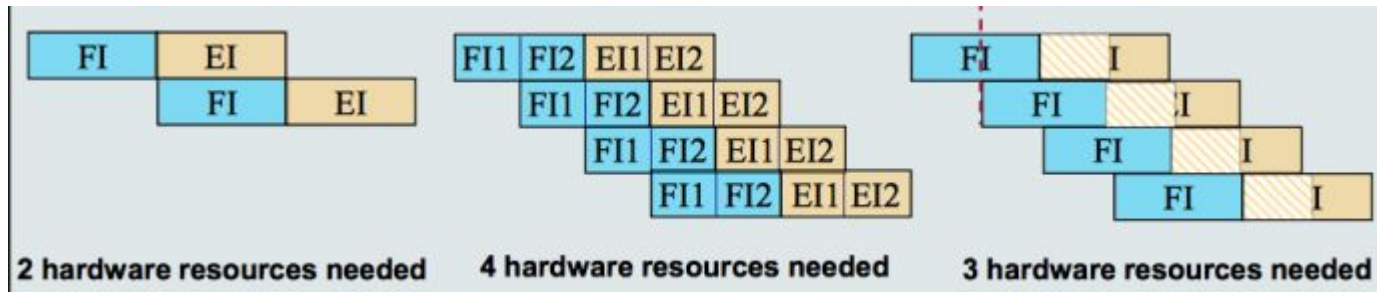 FI EI
FI EI
2 hardware resources needed
FI1 FI2 EI1 EI2
FI1 FI2 EI1 EI2
FI1 FI2 EI1 EI2
FI1 FI2 EI1 EI2
4 hardware resources needed
FI I
FI EI
FI I
FI I
3 hardware resources needed